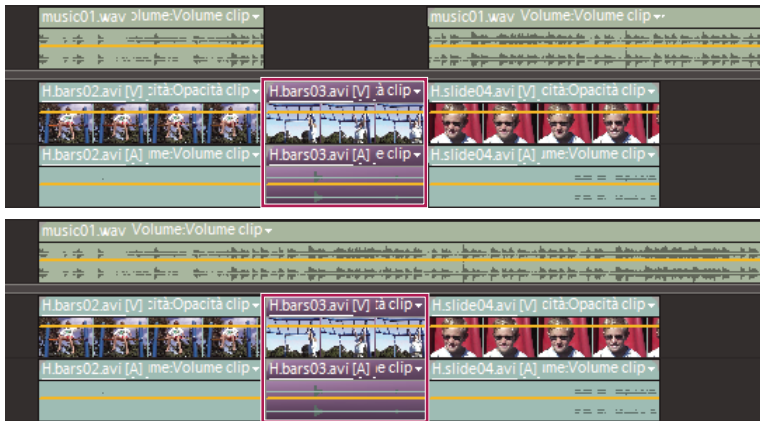 music01.wav olume:Volume clip music01.wav Volume:Volume clip
H.bars02.avi [V] cità:Opacità clip H.bars03.avi [V] à clip H.slide04.avi [V] cità:Opacità clip
H.bars02.avi [A] me:Volume clip H.bars03.avi [A] e clip H.slide04.avi [A] ume:Volume clip
music01.wav Volume:Volume clip
H.bars02.avi [V] cità:Opacità clip H.bars03.avi [V] tà clip H.slide04.avi [V] cità:Opacità clip
H.bars02.avi [A] me:Volume clip H.bars03.avi [A] e clip H.slide04.avi [A] ume:Volume clip